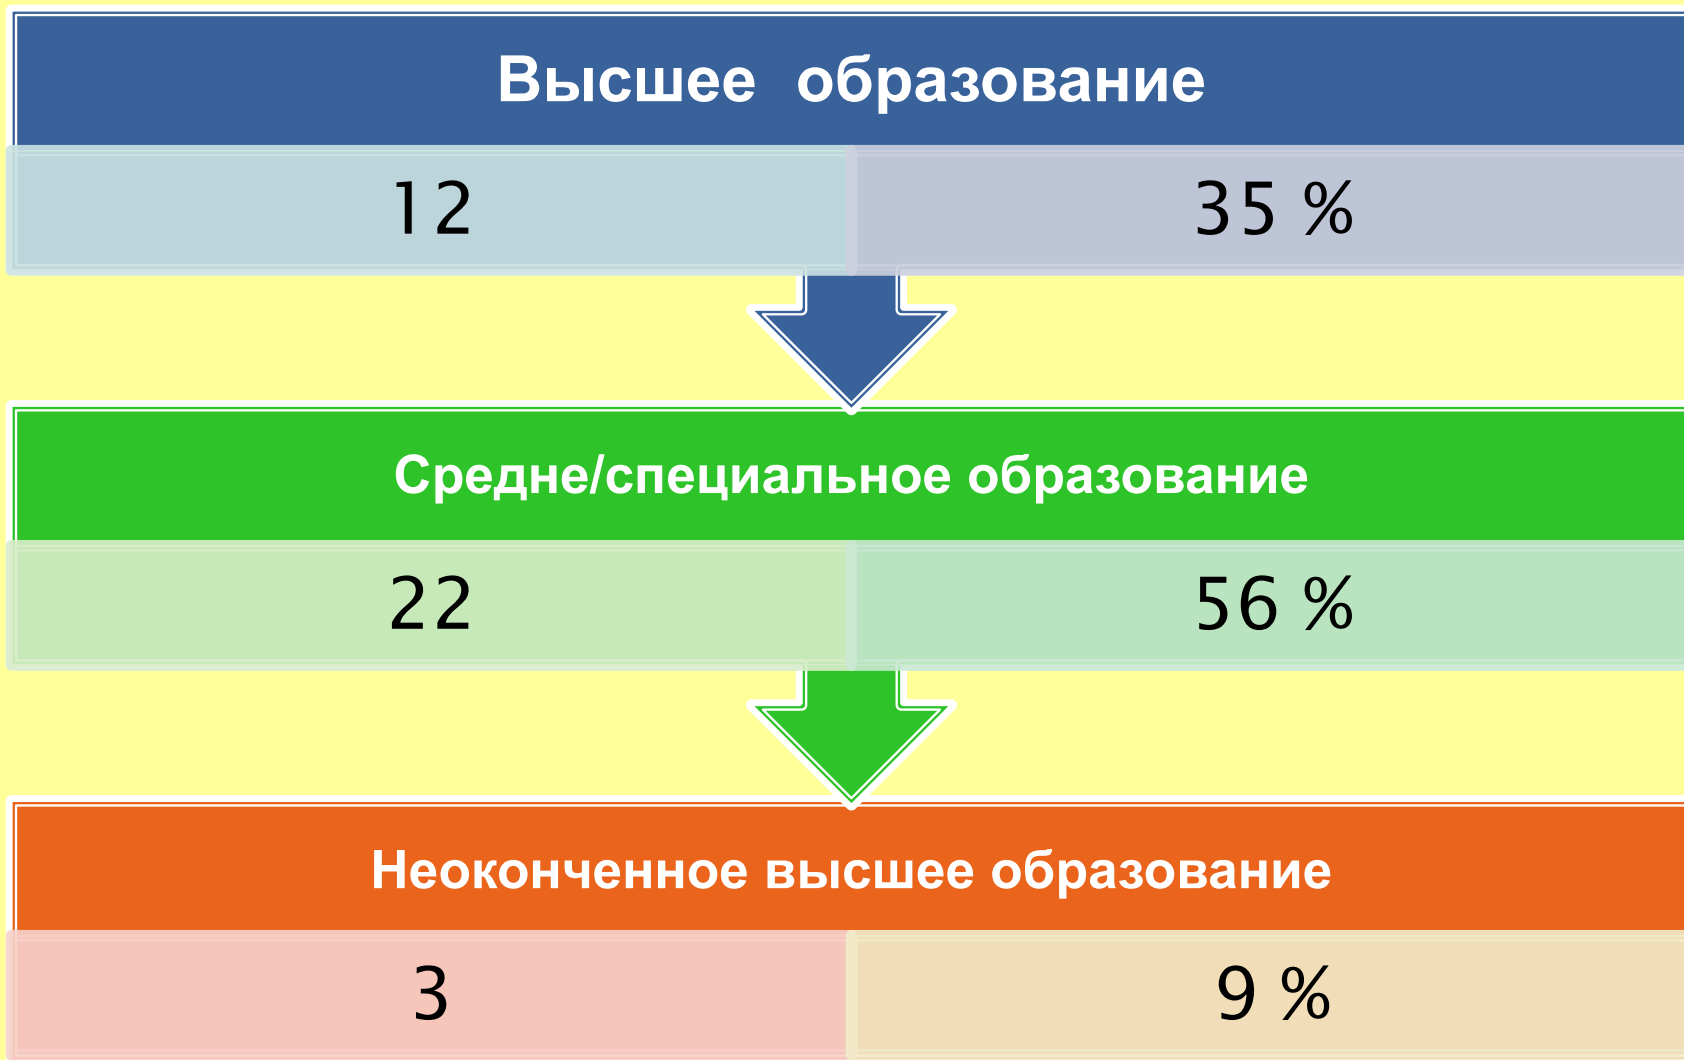 Высшее образование
12
35 %
Средне/специальное образование
22
56 %
Неоконченное высшее образование
3
9 %